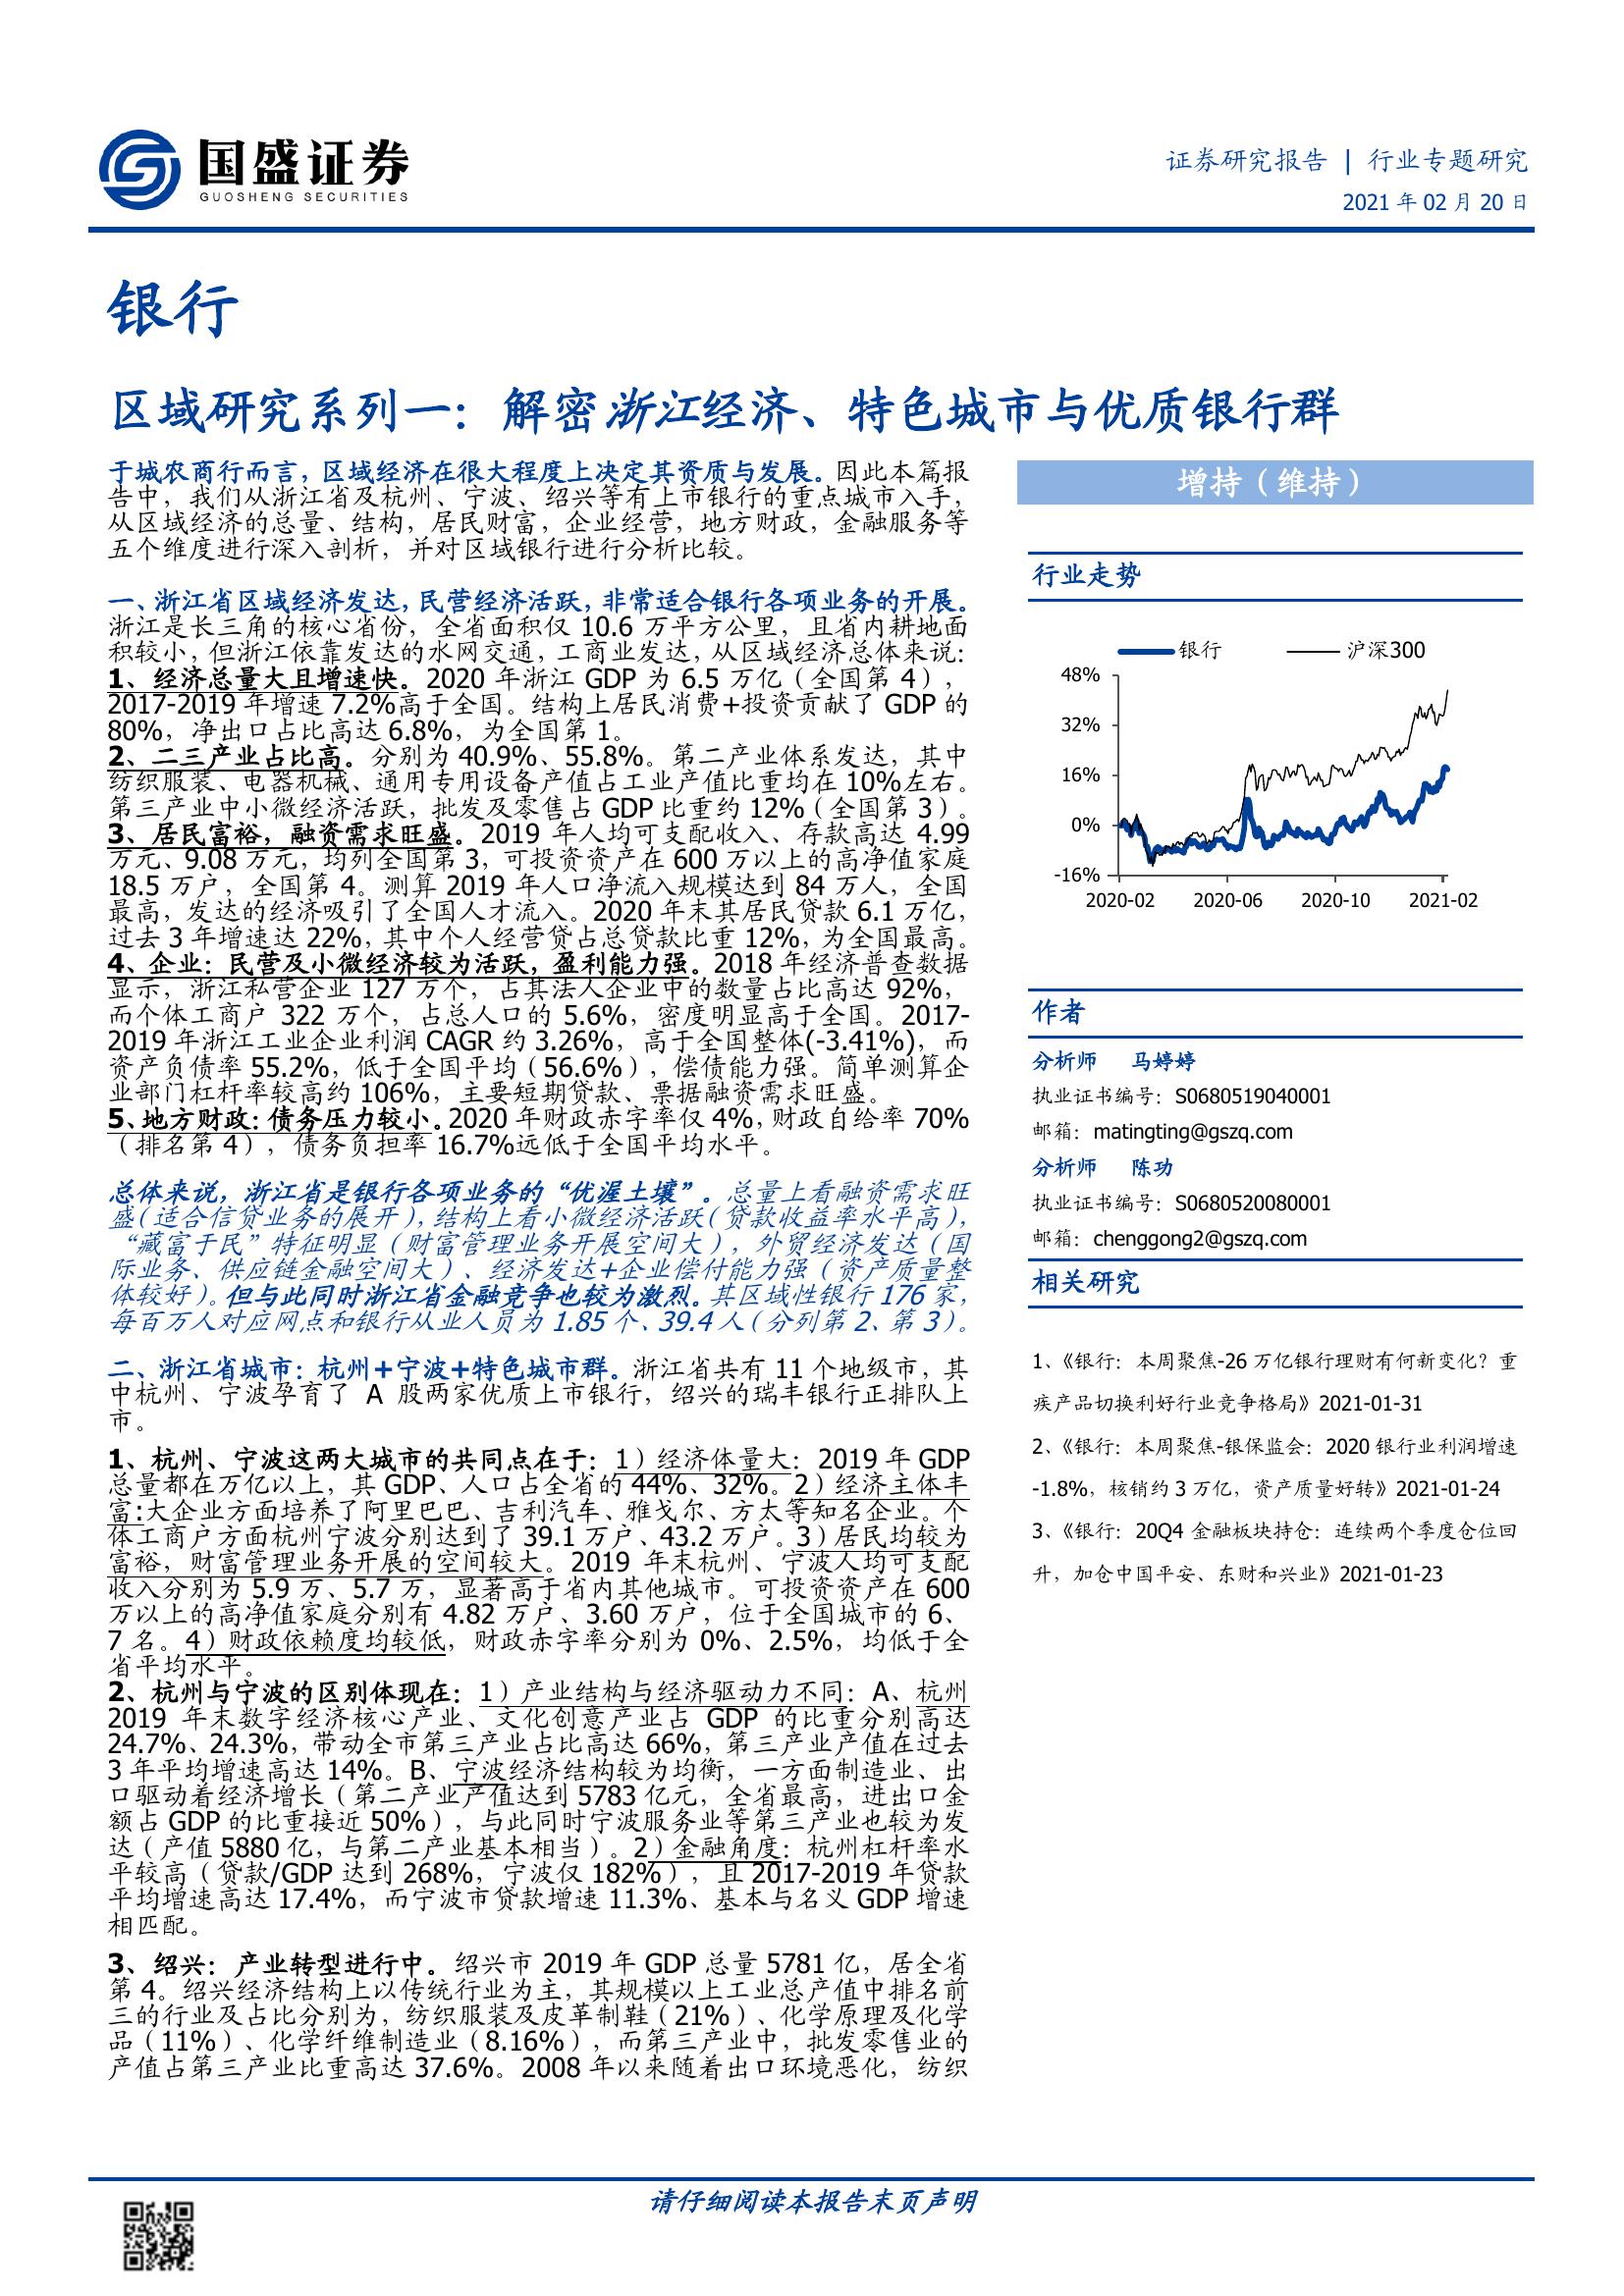 国盛证券
GUOSHENG SECURITIES
证券研究报告 | 行业专题研究
2021 年 02 月 20 日
银行
区域研究系列一：解密浙江经济、特色城市与优质银行群
于城农商行而言，区域经济在很大程度上决定其资质与发展。因此本篇报
告中，我们从浙江省及杭州、宁波、绍兴等有上市银行的重点城市入手，
从区域经济的总量、结构，居民财富，企业经营，地方财政，金融服务等
五个维度进行深入剖析，并对区域银行进行分析比较。
一、浙江省区域经济发达，民营经济活跃，非常适合银行各项业务的开展。
浙江是长三角的核心省份，全省面积仅 10.6 万平方公里，且省内耕地面
积较小，但浙江依靠发达的水网交通，工商业发达，从区域经济总体来说：
1、经济总量大且增速快。2020 年浙江 GDP 为 6.5 万亿（全国第 4），
2017-2019 年增速 7.2%高于全国。结构上居民消费+投资贡献了 GDP 的
80%，净出口占比高达 6.8%，为全国第 1。
2、二三产业占比高。分别为 40.9%、55.8%。第二产业体系发达，其中
纺织服装、电器机械、通用专用设备产值占工业产值比重均在 10%左右。
第三产业中小微经济活跃，批发及零售占 GDP 比重约 12%（全国第 3）。
3、居民富裕，融资需求旺盛。2019 年人均可支配收入、存款高达 4.99
万元、9.08 万元，均列全国第 3，可投资资产在 600 万以上的高净值家庭
18.5 万户，全国第 4。测算 2019 年人口净流入规模达到 84 万人，全国
最高，发达的经济吸引了全国人才流入。2020 年末其居民贷款 6.1 万亿，
过去 3 年增速达 22%，其中个人经营贷占总贷款比重 12%，为全国最高。
4、企业：民营及小微经济较为活跃，盈利能力强。2018 年经济普查数据
显示，浙江私营企业 127 万个，占其法人企业中的数量占比高达 92%，
而个体工商户 322 万个，占总人口的 5.6%，密度明显高于全国。2017-
2019 年浙江工业企业利润 CAGR 约 3.26%，高于全国整体(-3.41%)，而
资产负债率 55.2%，低于全国平均（56.6%），偿债能力强。简单测算企
业部门杠杆率较高约 106%，主要短期贷款、票据融资需求旺盛。
5、地方财政：债务压力较小。2020 年财政赤字率仅 4%，财政自给率 70%
（排名第 4），债务负担率 16.7%远低于全国平均水平。
总体来说，浙江省是银行各项业务的“优渥土壤”。总量上看融资需求旺
盛（适合信贷业务的展开），结构上看小微经济活跃（贷款收益率水平高），
“藏富于民”特征明显（财富管理业务开展空间大），外贸经济发达（国
际业务、供应链金融空间大）、经济发达+企业偿付能力强（资产质量整
体较好）。但与此同时浙江省金融竞争也较为激烈。其区域性银行 176 家，
每百万人对应网点和银行从业人员为 1.85 个、39.4 人（分列第 2、第 3）。
二、浙江省城市：杭州+宁波+特色城市群。浙江省共有 11 个地级市，其
中杭州、宁波孕育了 A 股两家优质上市银行，绍兴的瑞丰银行正排队上
市。
1、杭州、宁波这两大城市的共同点在于：1）经济体量大：2019 年 GDP
总量都在万亿以上，其 GDP、人口占全省的 44%、32%。2）经济主体丰
富:大企业方面培养了阿里巴巴、吉利汽车、雅戈尔、方太等知名企业。个
体工商户方面杭州宁波分别达到了 39.1 万户、43.2 万户。3）居民均较为
富裕，财富管理业务开展的空间较大。2019 年末杭州、宁波人均可支配
收入分别为 5.9 万、5.7 万，显著高于省内其他城市。可投资资产在 600
万以上的高净值家庭分别有 4.82 万户、3.60 万户，位于全国城市的 6、
7 名。4）财政依赖度均较低，财政赤字率分别为 0%、2.5%，均低于全
省平均水平。
2、杭州与宁波的区别体现在：1）产业结构与经济驱动力不同：A、杭州
2019 年末数字经济核心产业、文化创意产业占 GDP 的比重分别高达
24.7%、24.3%，带动全市第三产业占比高达 66%，第三产业产值在过去
3 年平均增速高达 14%。B、宁波经济结构较为均衡，一方面制造业、出
口驱动着经济增长（第二产业产值达到 5783 亿元，全省最高，进出口金
额占 GDP 的比重接近 50%），与此同时宁波服务业等第三产业也较为发
达（产值 5880 亿，与第二产业基本相当）。2）金融角度：杭州杠杆率水
平较高（贷款/GDP 达到 268%，宁波仅 182%），且 2017-2019 年贷款
平均增速高达 17.4%，而宁波市贷款增速 11.3%、基本与名义 GDP 增速
相匹配。
3、绍兴：产业转型进行中。绍兴市 2019 年 GDP 总量 5781 亿，居全省
第 4。绍兴经济结构上以传统行业为主，其规模以上工业总产值中排名前
三的行业及占比分别为，纺织服装及皮革制鞋（21%）、化学原理及化学
品（11%）、化学纤维制造业（8.16%），而第三产业中，批发零售业的
产值占第三产业比重高达 37.6%。2008 年以来随着出口环境恶化，纺织
增持（维持）
行业走势
银行 沪深300
48%
32%
16%
0%
-16%
2020-02 2020-06 2020-10 2021-02
作者
分析师 马婷婷
执业证书编号：S0680519040001
邮箱：matingting@gszq.com
分析师 陈功
执业证书编号：S0680520080001
邮箱：chenggong2@gszq.com
相关研究
1、《银行：本周聚焦-26 万亿银行理财有何新变化？重
疾产品切换利好行业竞争格局》2021-01-31
2、《银行：本周聚焦-银保监会：2020 银行业利润增速
-1.8%，核销约 3 万亿，资产质量好转》2021-01-24
3、《银行：20Q4 金融板块持仓：连续两个季度仓位回
升，加仓中国平安、东财和兴业》2021-01-23
请仔细阅读本报告末页声明